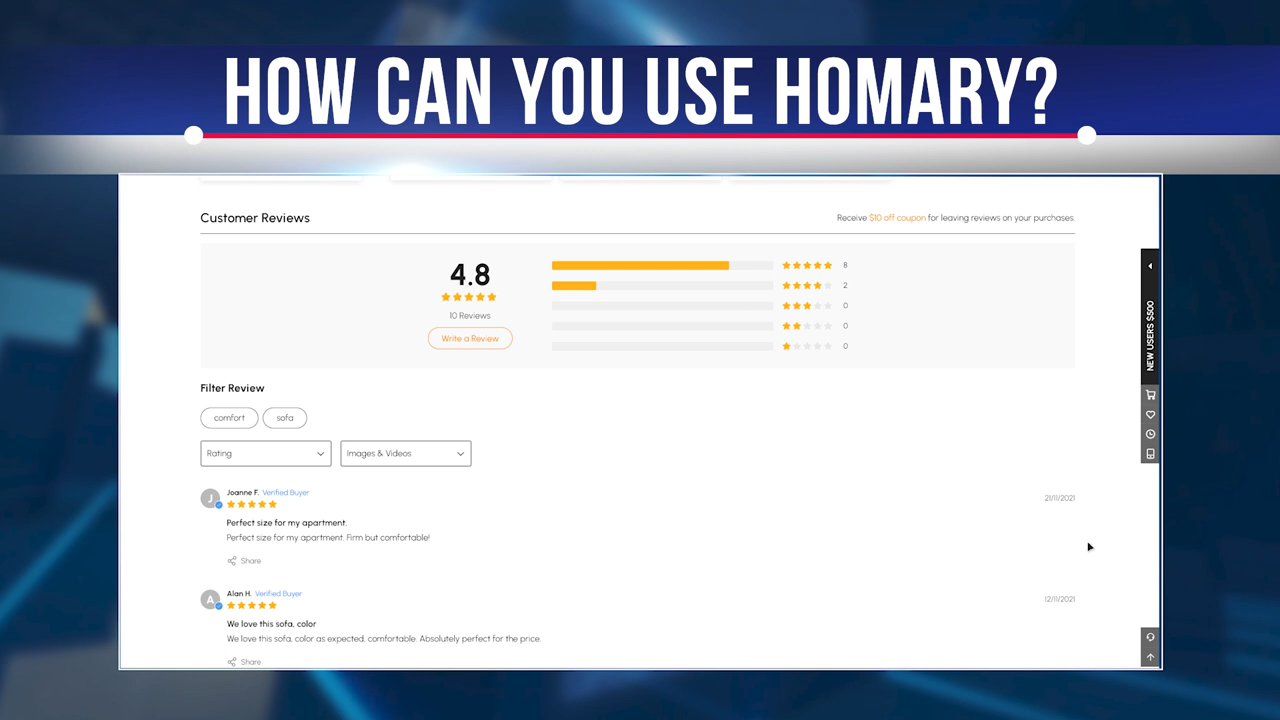 HOW CAN YOU USE HOMARY?
Customer Reviews
Receive $10 off coupon for leaving reviews on your purchases.
4.8
10 Reviews
Write a Review
8
2
0
0
0
NEW USERS $500
Filter Review
comfort
sofa
Rating
Images & Videos
J
Joanne F. Verified Buyer
21/11/2021
Perfect size for my apartment.
Perfect size for my apartment. Firm but comfortable!
Share
A
Alan H. Verified Buyer
12/11/2021
We love this sofa, color
We love this sofa, color as expected, comfortable. Absolutely perfect for the price.
Share